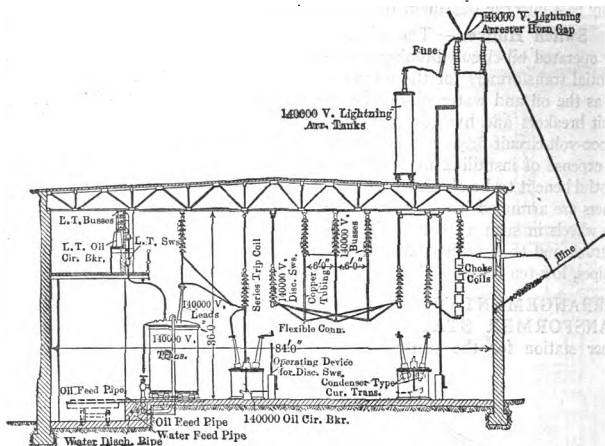 140000 V. Lightning
Arrester Horn Gap
Fuse
140000 V. Lightning
Arr. Tanks
L.T. Busses
L.T. Oil
Cir. Bkr.
L.T. Sws.
Series Trip Coil
140000 V.
Disc. Sws.
Copper
Tubing
6'0"
6'-0"
140000 V.
Busses
Choke
Coils
Line
140000 V.
Leads
30'0"
140000 V.
Trans.
Flexible Conn.
84'0"
Operating Device
for Disc. Sws.
Condenser Type
Cur. Trans.
Oil Feed Pipe
Oil Feed Pipe
Water Feed Pipe
Water Disch. Pipe
140000 Oil Cir. Bkr.